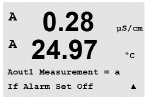 A 0.28 µS/cm
A 24.97 °C
Aout1 Measurement = a
If Alarm Set Off ▲